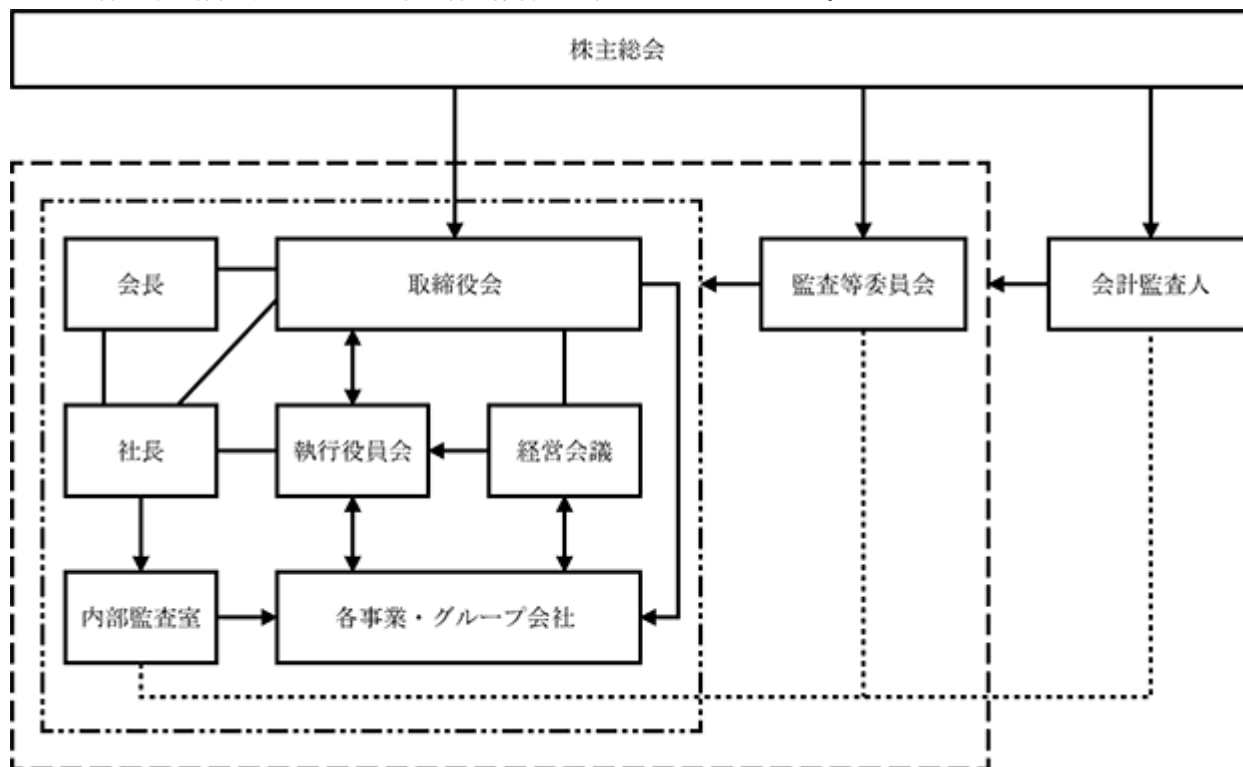 株主総会
会長
取締役会
監査等委員会
会計監査人
社長
執行役員会
経営会議
内部監査室
各事業・グループ会社